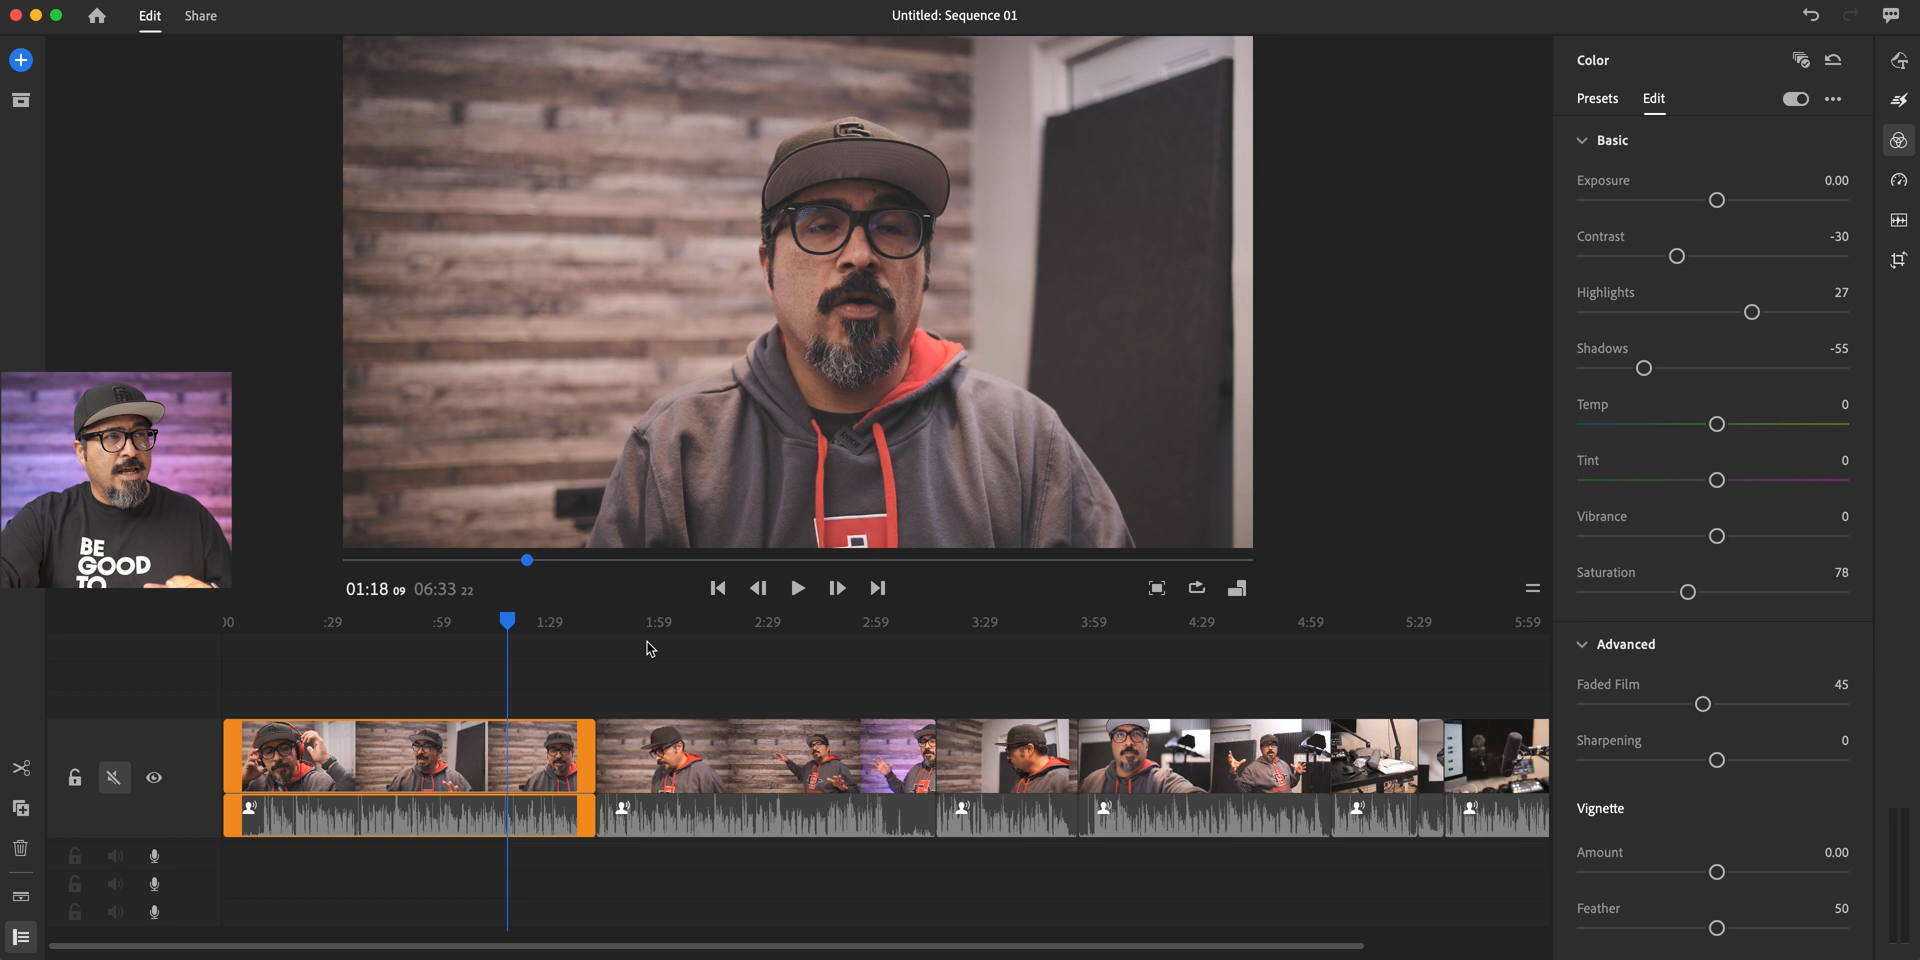 Edit
Share
Untitled: Sequence 01
Color
Presets
Edit
Basic
Exposure 0.00
Contrast -30
Highlights 27
Shadows -55
Temp 0
Tint 0
Vibrance 0
Saturation 78
Advanced
Faded Film 45
Sharpening 0
Vignette
Amount 0.00
Feather 50
BE
GOOD
TO
01:18 09 06:33 22
:00 :29 :59 1:29 1:59 2:29 2:59 3:29 3:59 4:29 4:59 5:29 5:59